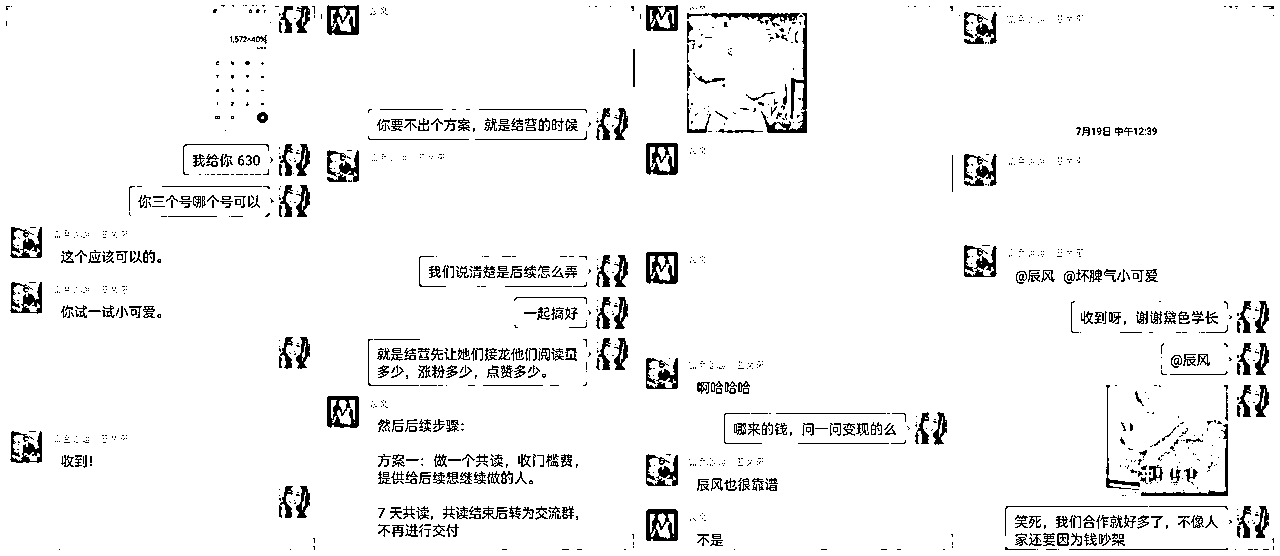 1,572×40%
我给你 630
你三个号哪个号可以
这个应该可以的。
你试一试小可爱。
收到！
你要不出个方案，就是结营的时候
我们说清楚是后续怎么弄
一起搞好
就是结营先让她们接龙他们阅读量
多少，涨粉多少，点赞多少。
然后后续步骤：
方案一：做一个共读，收门槛费，
提供给后续想继续做的人。
7 天共读，共读结束后转为交流群，
不再进行交付
啊哈哈哈
哪来的钱，问一问变现的么
辰风也很靠谱
不是
7月19日 中午12:39
@辰风 @坏脾气小可爱
收到呀，谢谢黛色学长
@辰风
笑死，我们合作就好多了，不像人
家还要因为钱吵架